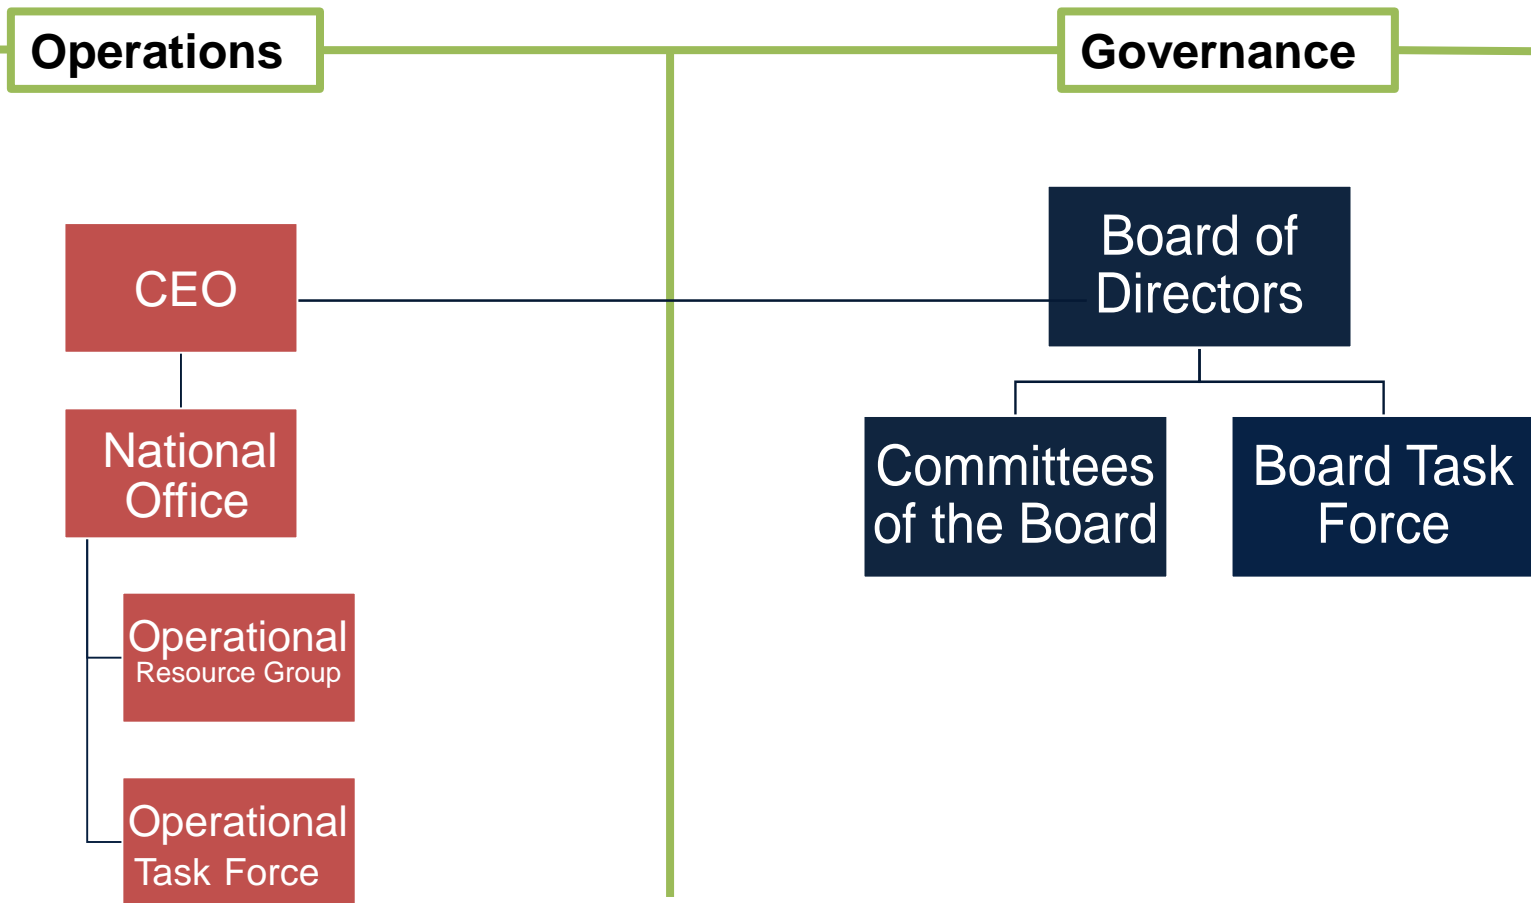 Operations
Governance
CEO
Board of
Directors
National
Office
Committees
of the Board
Board Task
Force
Operational
Resource Group
Operational
Task Force